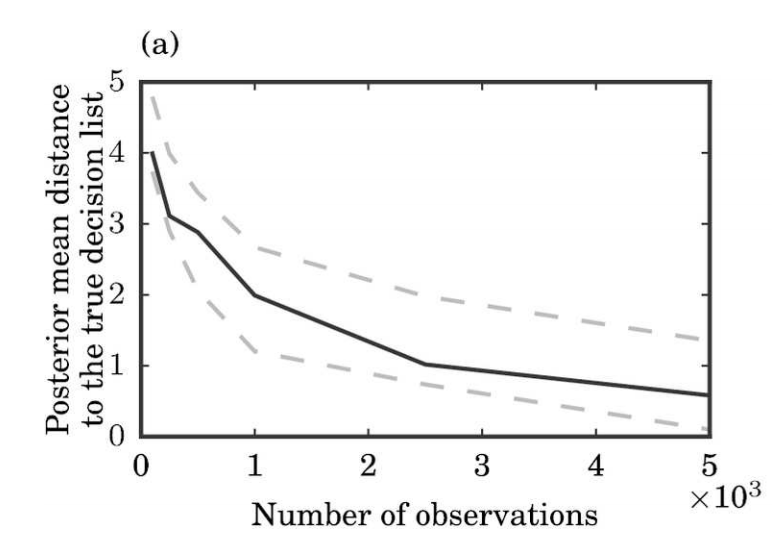 (a)
Posterior mean distance
to the true decision list
5
4
3
2
1
0
0 1 2 3 4 5
×10³
Number of observations